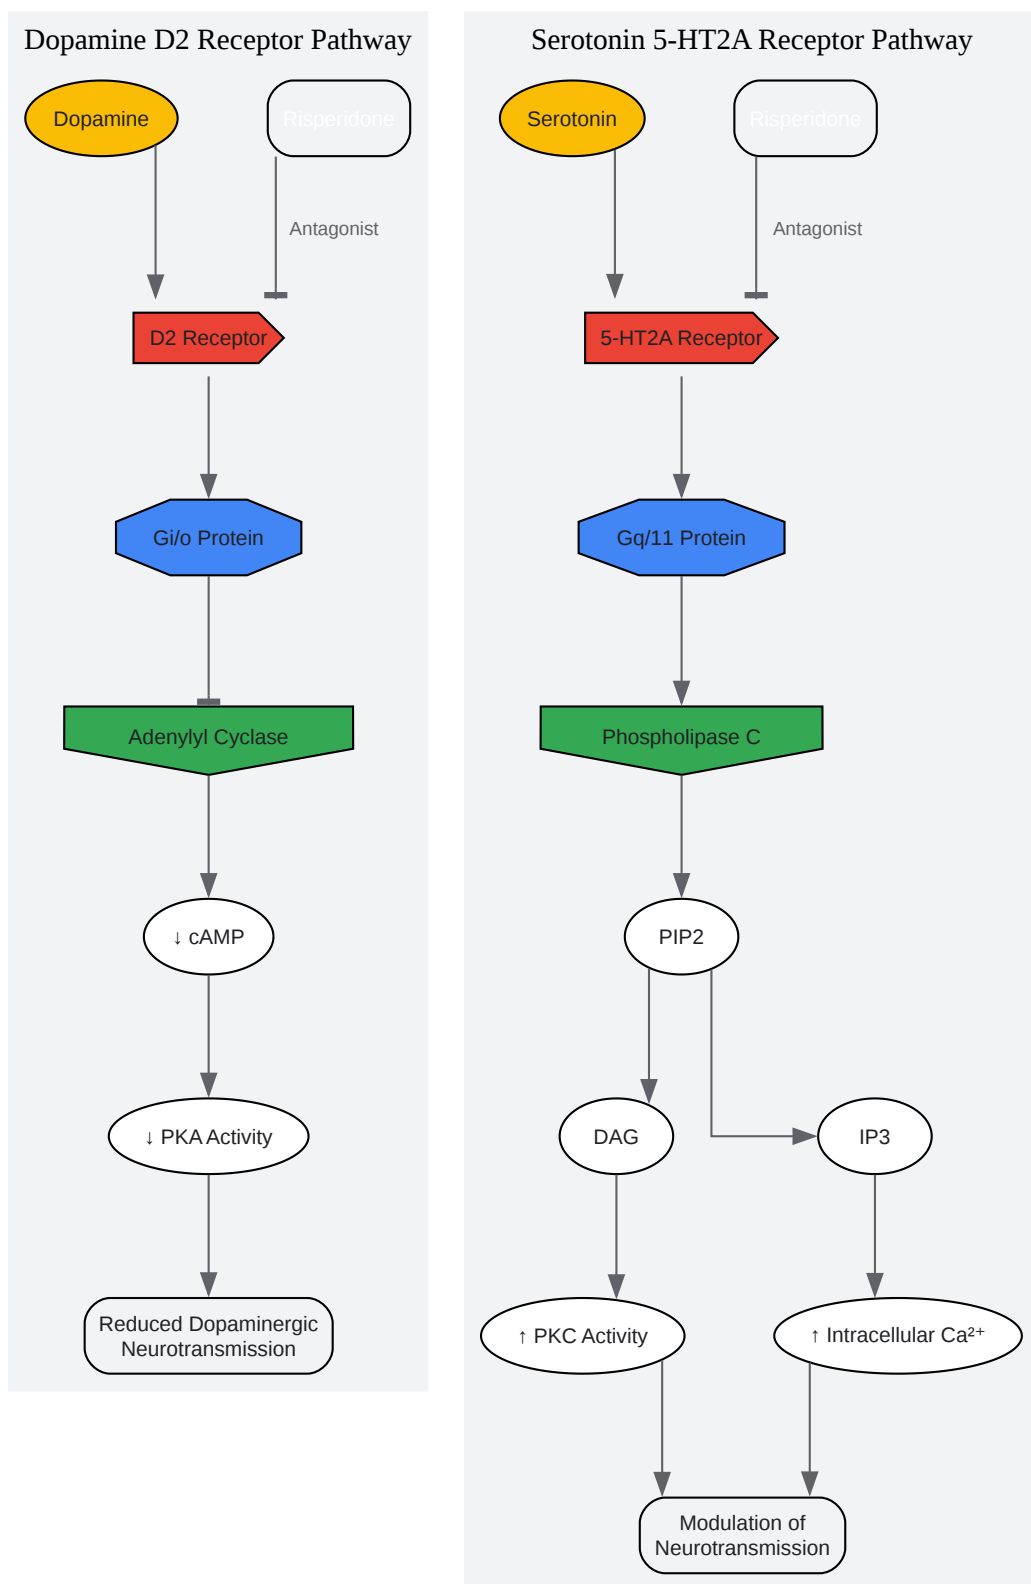 Dopamine D2 Receptor Pathway
Dopamine
Risperidone
Antagonist
D2 Receptor
Gi/o Protein
Adenylyl Cyclase
↓ cAMP
↓ PKA Activity
Reduced Dopaminergic
Neurotransmission
Serotonin 5-HT2A Receptor Pathway
Serotonin
Risperidone
Antagonist
5-HT2A Receptor
Gq/11 Protein
Phospholipase C
PIP2
DAG
IP3
↑ PKC Activity
↑ Intracellular Ca²⁺
Modulation of
Neurotransmission